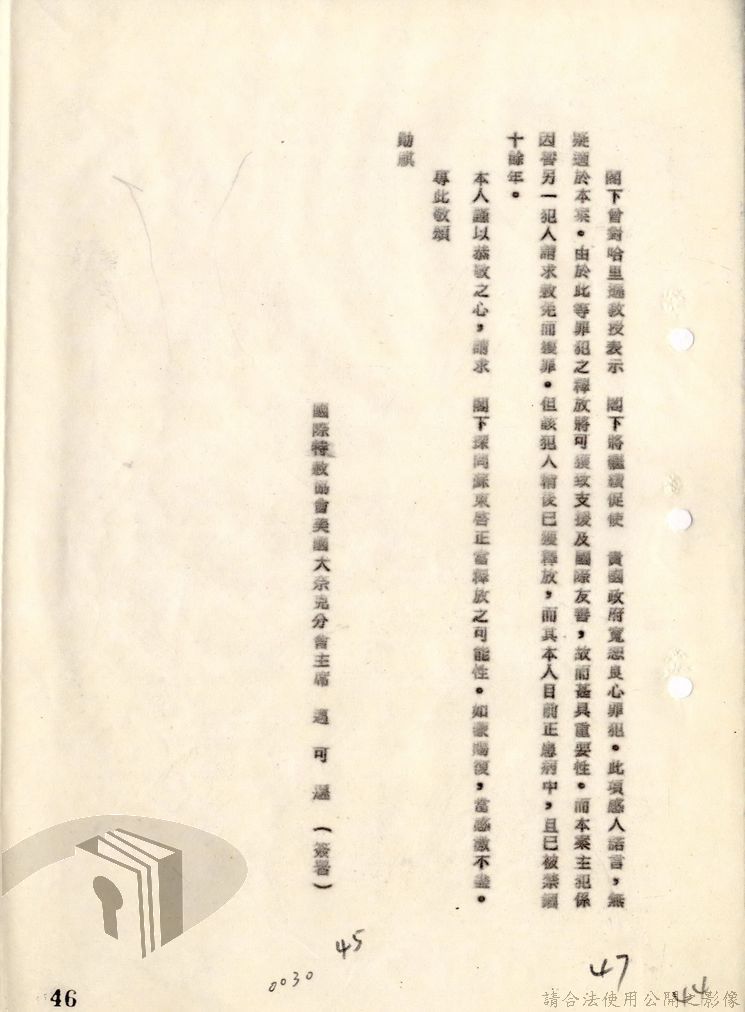 閣下曾對哈里遜教授表示　閣下將繼續促使　貴國政府寬恕良心罪犯。此項感人諾言，無
疑適於本案。由於此等罪犯之釋放將可獲致支援及國際友善，故而甚具重要性。而本案主犯係
因替另一犯人請求赦免而獲罪。但該犯人稍後已獲釋放，而其本人目前正患病中，且已被禁錮
十餘年。
本人謹以恭敬之心，請求　閣下探問蘇東啓正當釋放之可能性。如蒙賜復，當感激不盡。
專此敬頌
勛祺
國際特赦協會美國大奈克分會主席　　可　遜　（簽署）
45
0030
47
44
46
請合法使用公開之影像